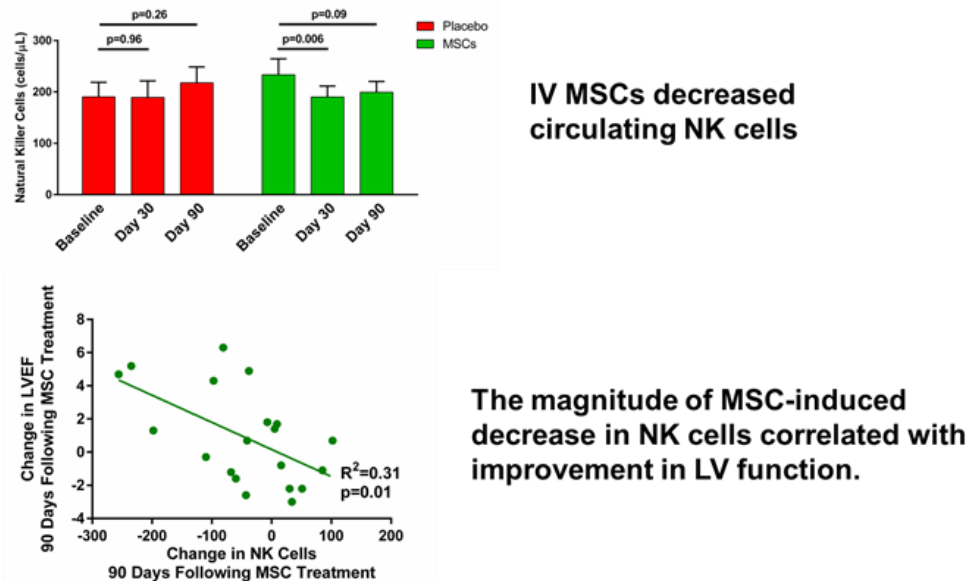 p=0.26
p=0.96
p=0.09
p=0.006
Placebo
MSCs
Natural Killer Cells (cells/μL)
300
200
100
0
Baseline
Day 30
Day 90
Baseline
Day 30
Day 90
IV MSCs decreased
circulating NK cells
Change in LVEF
90 Days Following MSC Treatment
8
6
4
2
0
-2
-4
R²=0.31
p=0.01
-300
-200
-100
0
100
200
Change in NK Cells
90 Days Following MSC Treatment
The magnitude of MSC-induced
decrease in NK cells correlated with
improvement in LV function.